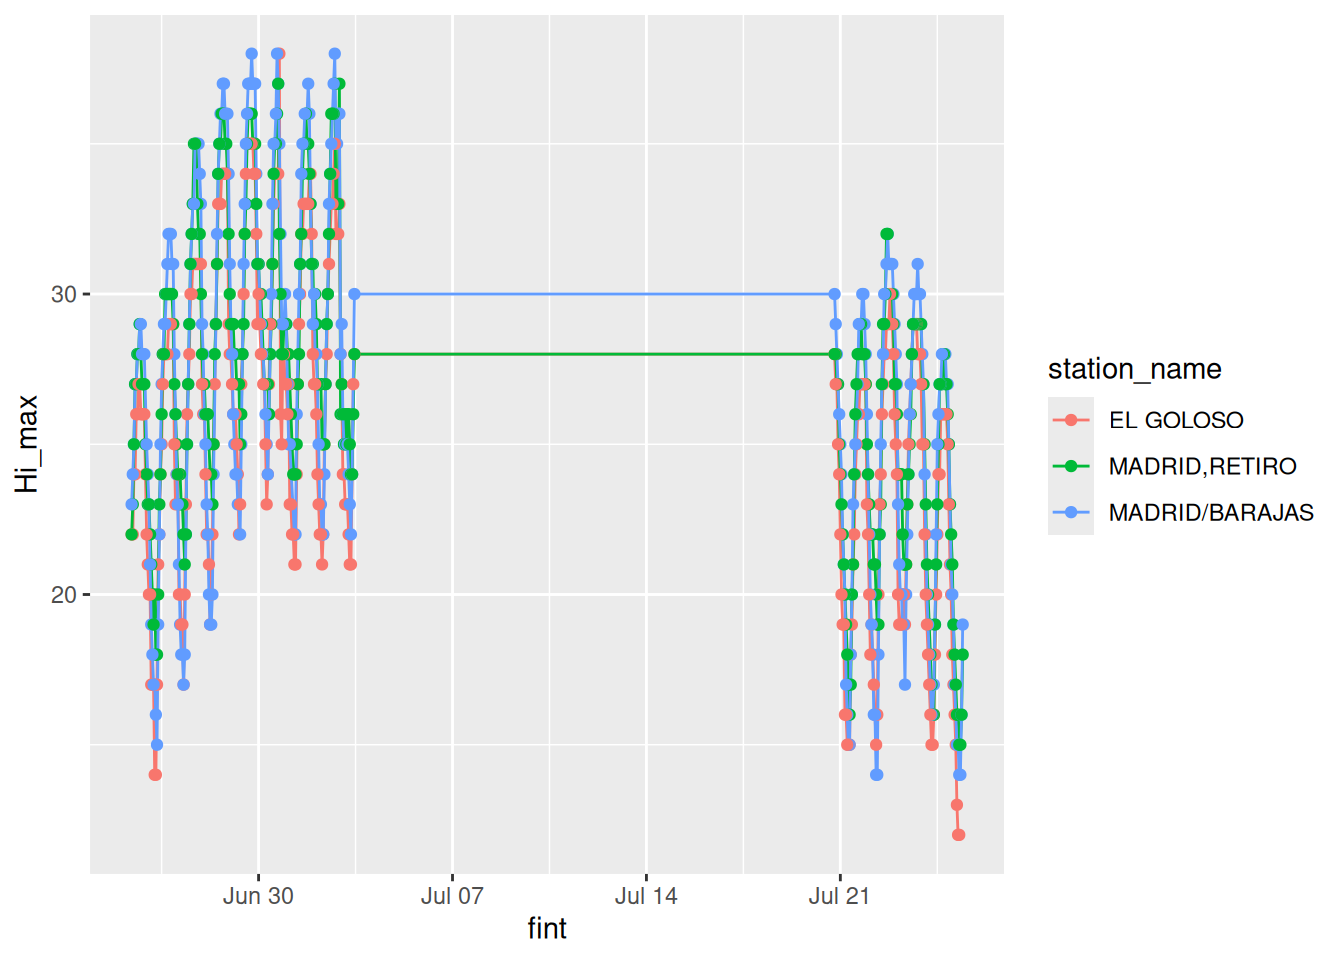 Hi_max
30
20
Jun 30
Jul 07
Jul 14
Jul 21
fint
station_name
EL GOLOSO
MADRID,RETIRO
MADRID/BARAJAS